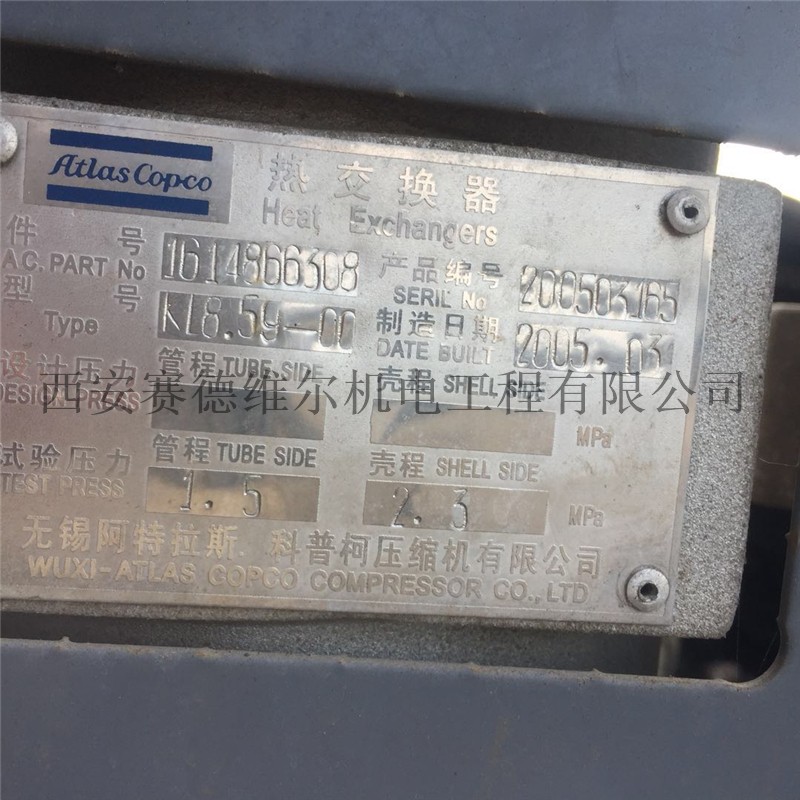 Atlas Copco
热交换器
Heat Exchangers
件 号 1614866308 产品编号 200503165
A.C. PART No SERIL No
型 号 KL8.5y-00 制造日期 2005.03
Type DATE BUILT
设计压力 管程 TUBE SIDE 壳程 SHELL SIDE
DESIGN PRESS MPa
西安赛德维尔机电工程有限公司
试验压力 管程 TUBE SIDE 壳程 SHELL SIDE
TEST PRESS 1.5 2.3 MPa
无锡阿特拉斯 科普柯压缩机有限公司
WUXI-ATLAS COPCO COMPRESSOR CO.,LTD